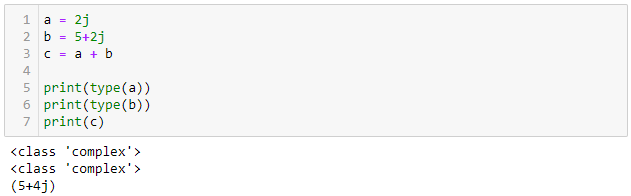 1 a = 2j
2 b = 5+2j
3 c = a + b
4
5 print(type(a))
6 print(type(b))
7 print(c)
<class 'complex'>
<class 'complex'>
(5+4j)